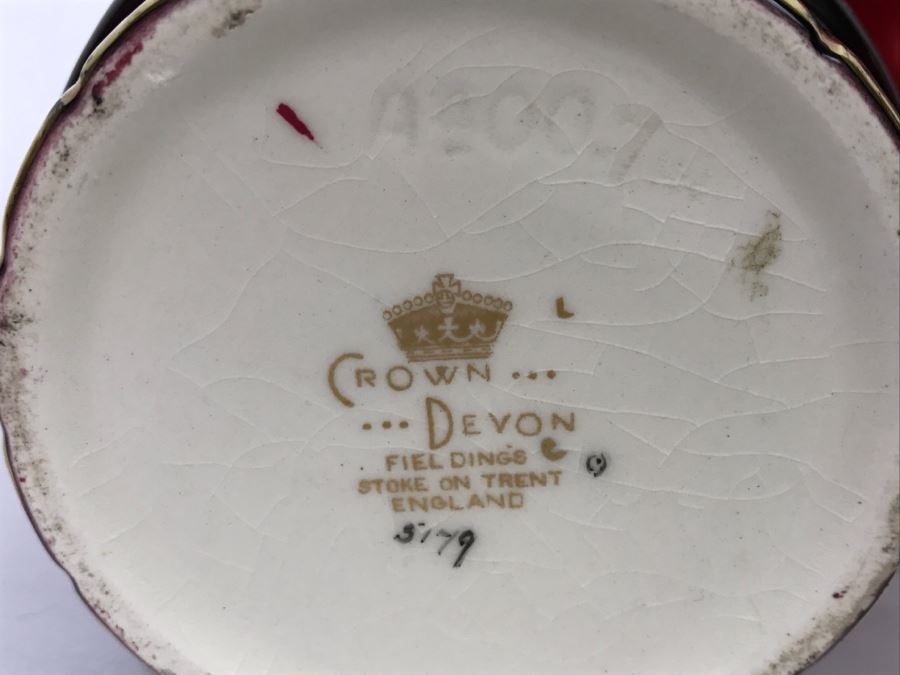 L
CROWN ...
... DEVON
FIELDINGS
STOKE ON TRENT
ENGLAND
5179